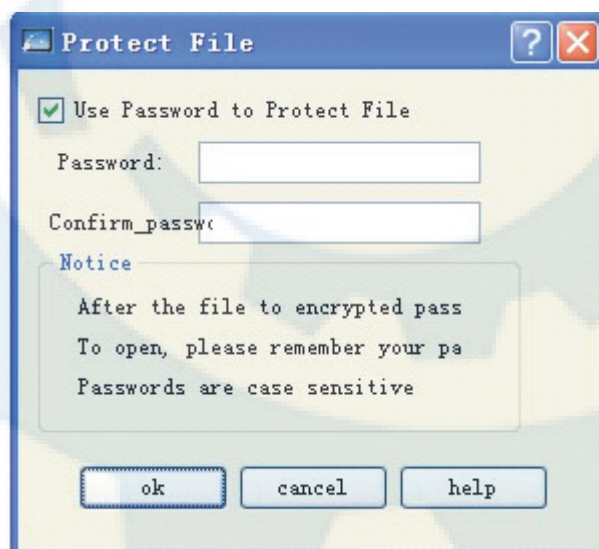 Protect File
Use Password to Protect File
Password:
Confirm_passwo
Notice
After the file to encrypted pass
To open, please remember your pa
Passwords are case sensitive
ok cancel help